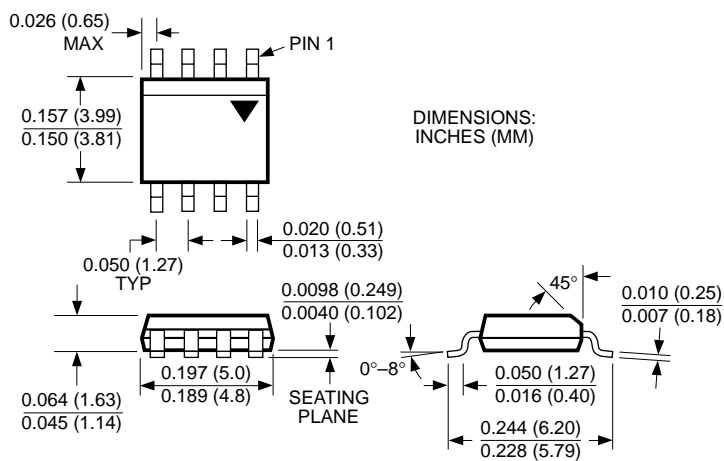 0.026 (0.65)
MAX
PIN 1
0.157 (3.99)
0.150 (3.81)
DIMENSIONS:
INCHES (MM)
0.020 (0.51)
0.013 (0.33)
0.050 (1.27)
TYP
0.0098 (0.249)
0.0040 (0.102)
45°
0.010 (0.25)
0.007 (0.18)
0°–8°
0.064 (1.63)
0.045 (1.14)
0.197 (5.0)
0.189 (4.8)
SEATING
PLANE
0.050 (1.27)
0.016 (0.40)
0.244 (6.20)
0.228 (5.79)